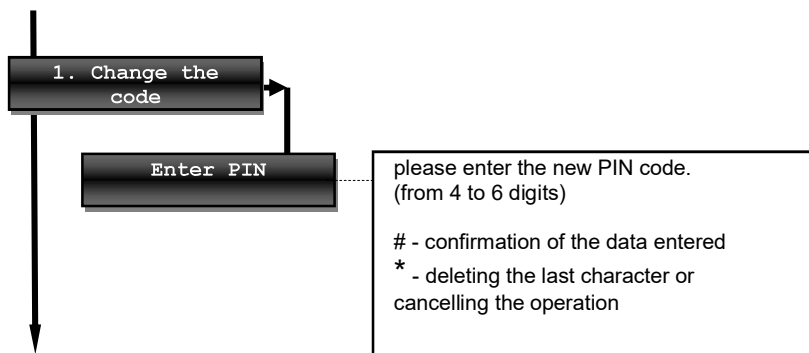 1. Change the
code
Enter PIN
please enter the new PIN code.
(from 4 to 6 digits)
# - confirmation of the data entered
* - deleting the last character or
cancelling the operation